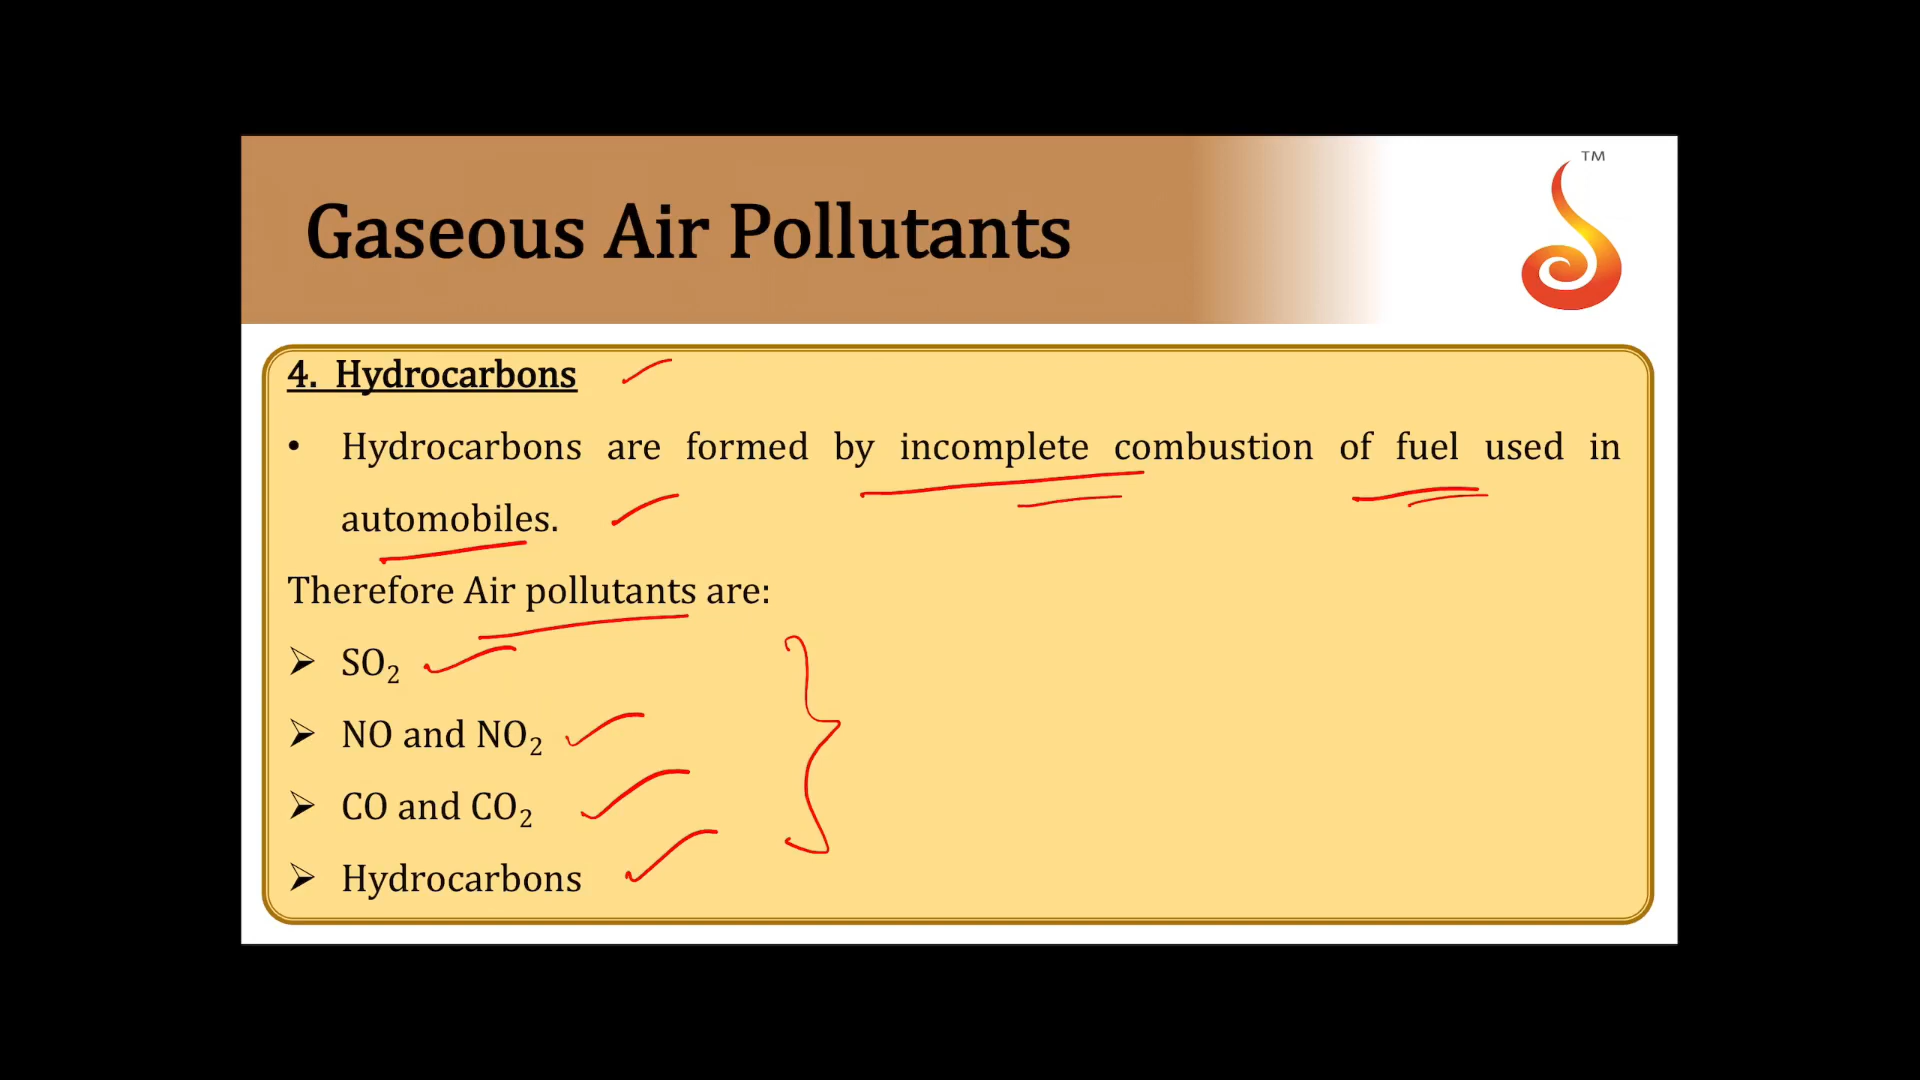 Gaseous Air Pollutants
TM
4. Hydrocarbons
• Hydrocarbons are formed by incomplete combustion of fuel used in
automobiles.
Therefore Air pollutants are:
➢ SO₂
➢ NO and NO₂
➢ CO and CO₂
➢ Hydrocarbons